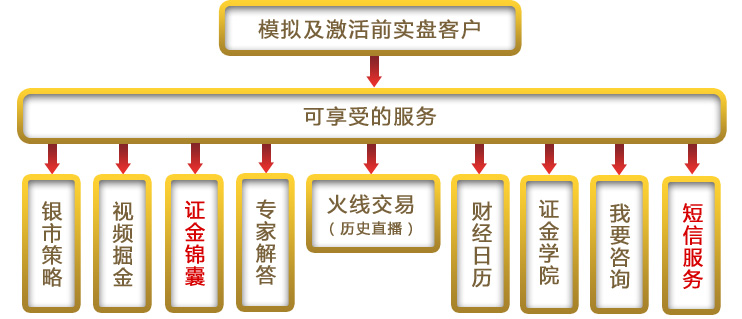 模拟及激活前实盘客户
可享受的服务
银市策略
视频掘金
证金锦囊
专家解答
火线交易
（历史直播）
财经日历
证金学院
我要咨询
短信服务